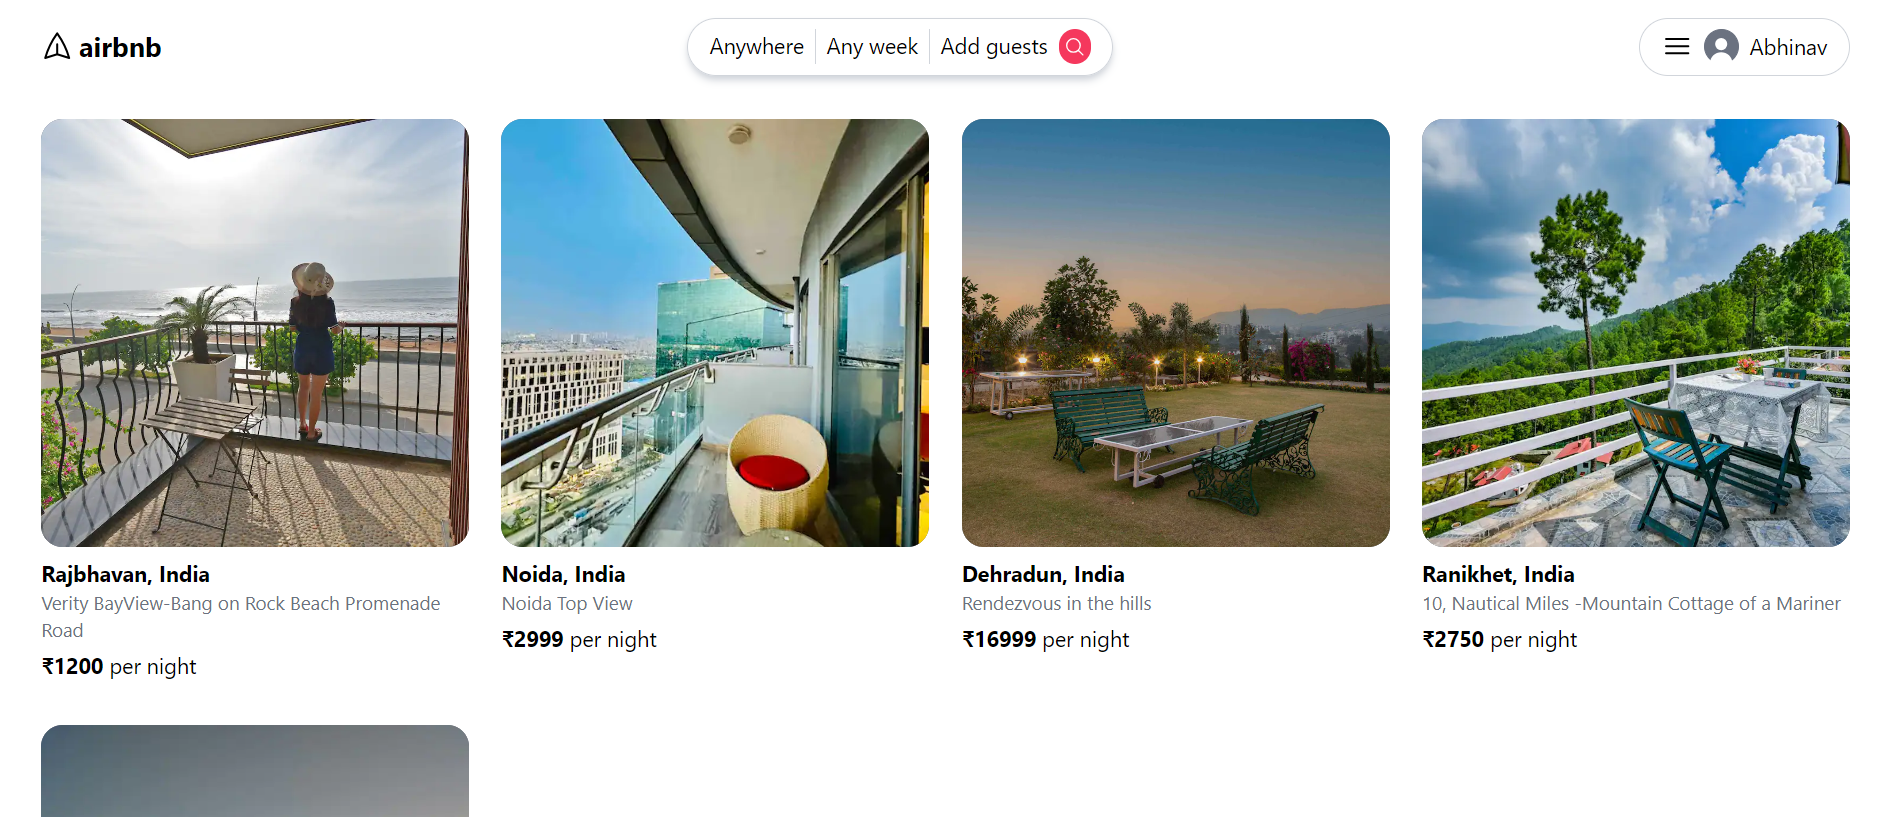 airbnb
Anywhere
Any week
Add guests
Abhinav
Rajbhavan, India
Verity BayView-Bang on Rock Beach Promenade
Road
₹1200 per night
Noida, India
Noida Top View
₹2999 per night
Dehradun, India
Rendezvous in the hills
₹16999 per night
Ranikhet, India
10, Nautical Miles -Mountain Cottage of a Mariner
₹2750 per night